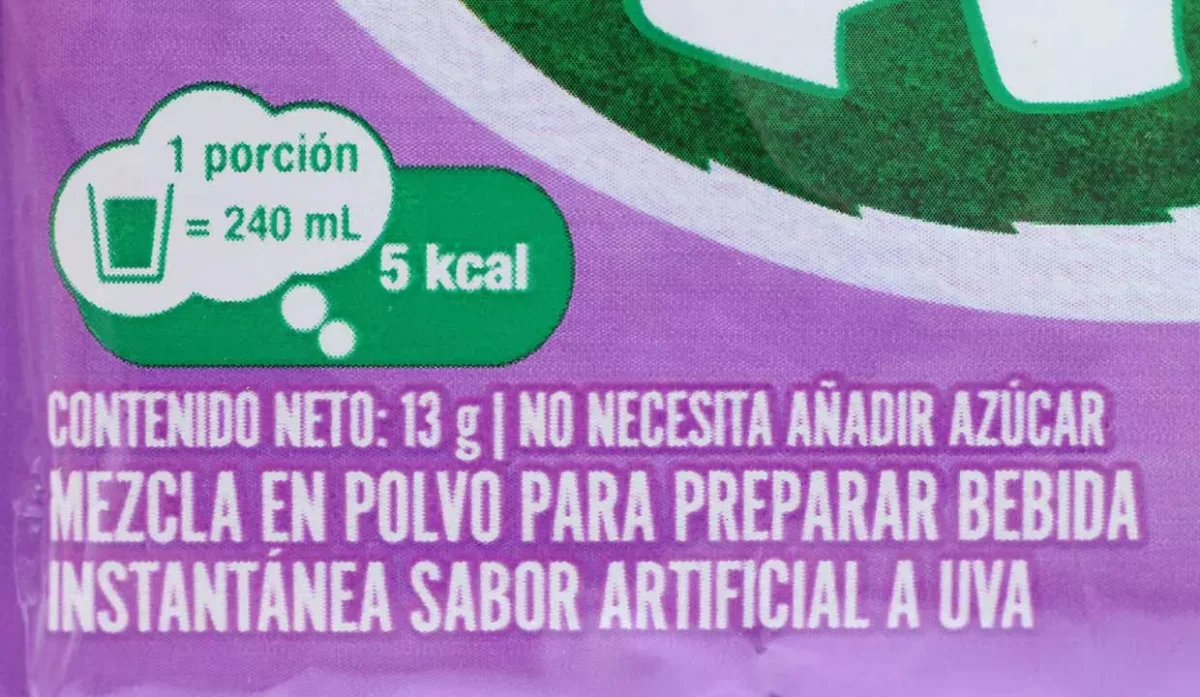 1 porción
= 240 mL
5 kcal
CONTENIDO NETO: 13 g | NO NECESITA AÑADIR AZÚCAR
MEZCLA EN POLVO PARA PREPARAR BEBIDA
INSTANTÁNEA SABOR ARTIFICIAL A UVA